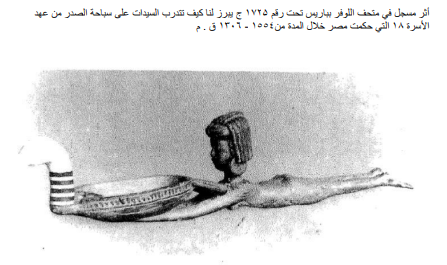 أثر مسجل في متحف اللوفر بباريس تحت رقم ١٧٢٥ ج يبرز لنا كيف تتدرب السيدات على سباحة الصدر من عهد
الأسرة ١٨ التي حكمت مصر خلال المدة من ١٥٥٤ - ١٣٠٦ ق . م